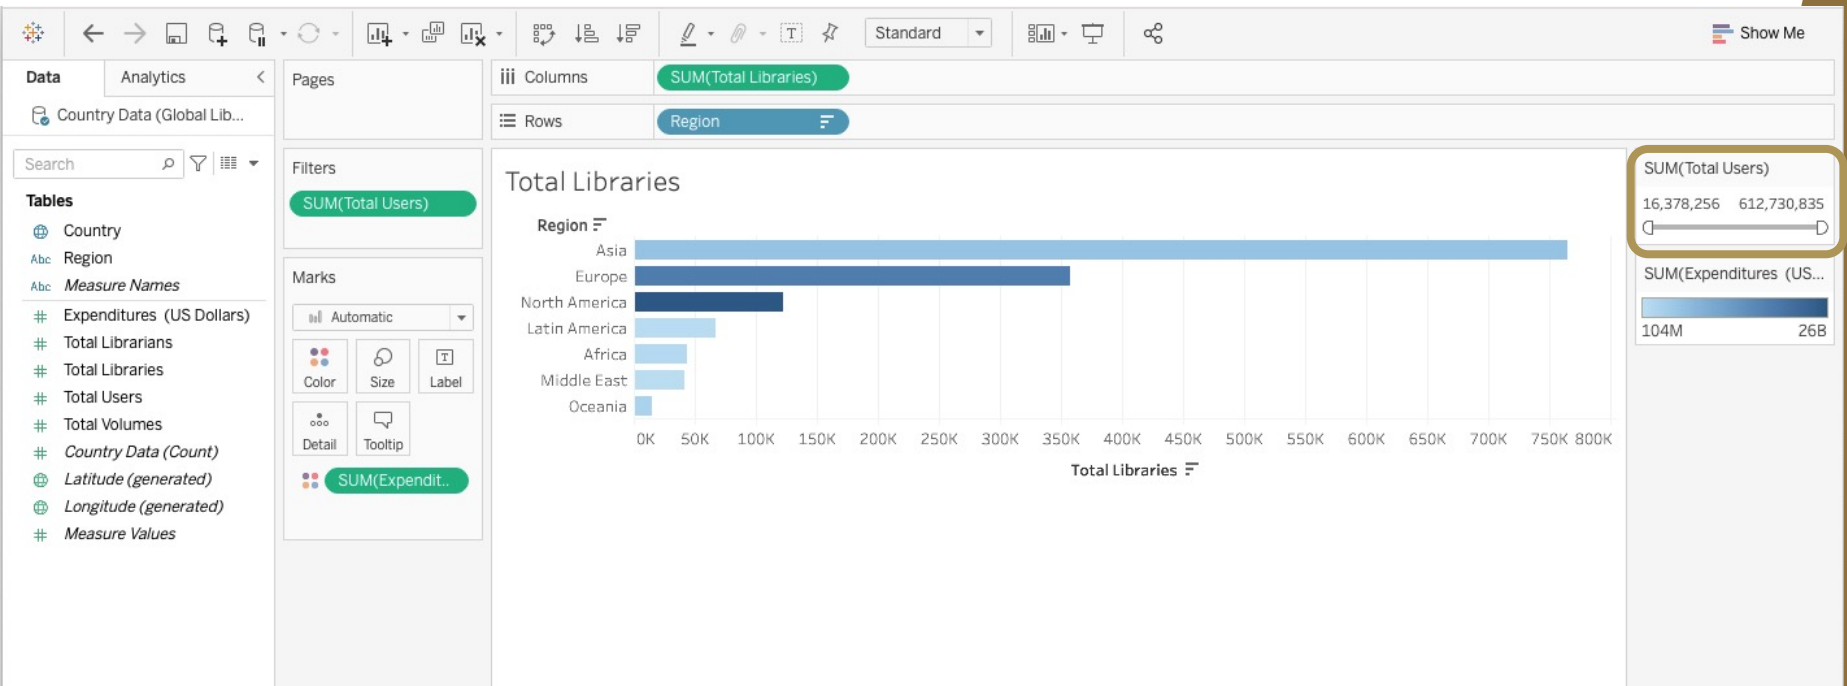 Standard
Show Me
Data
Analytics
Country Data (Global Lib...
Search
Tables
Country
Abc Region
Abc Measure Names
# Expenditures (US Dollars)
# Total Librarians
# Total Libraries
# Total Users
# Total Volumes
# Country Data (Count)
Latitude (generated)
Longitude (generated)
# Measure Values
Pages
Filters
SUM(Total Users)
Marks
Automatic
Color
Size
T
Label
Detail
Tooltip
SUM(Expendit..
iii Columns
SUM(Total Libraries)
Rows
Region
Total Libraries
Region
Asia
Europe
North America
Latin America
Africa
Middle East
Oceania
0K 50K 100K 150K 200K 250K 300K 350K 400K 450K 500K 550K 600K 650K 700K 750K 800K
Total Libraries
SUM(Total Users)
16,378,256 612,730,835
SUM(Expenditures (US...
104M 26B